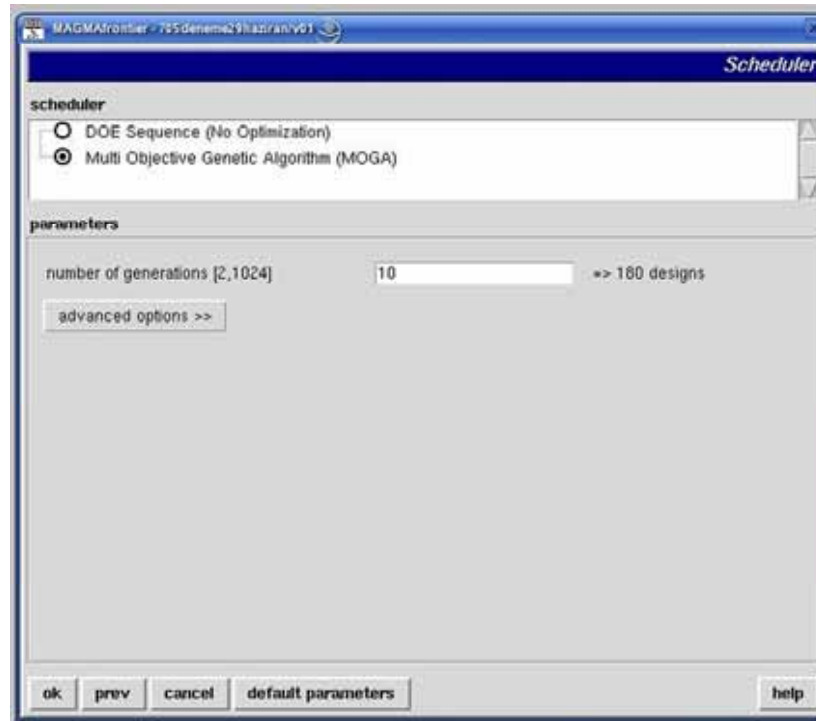 MAGMAfrontier - 785deneme29haziran/v01
Scheduler
scheduler
DOE Sequence (No Optimization)
Multi Objective Genetic Algorithm (MOGA)
parameters
number of generations [2,1024] 10 => 180 designs
advanced options >>
ok prev cancel default parameters help